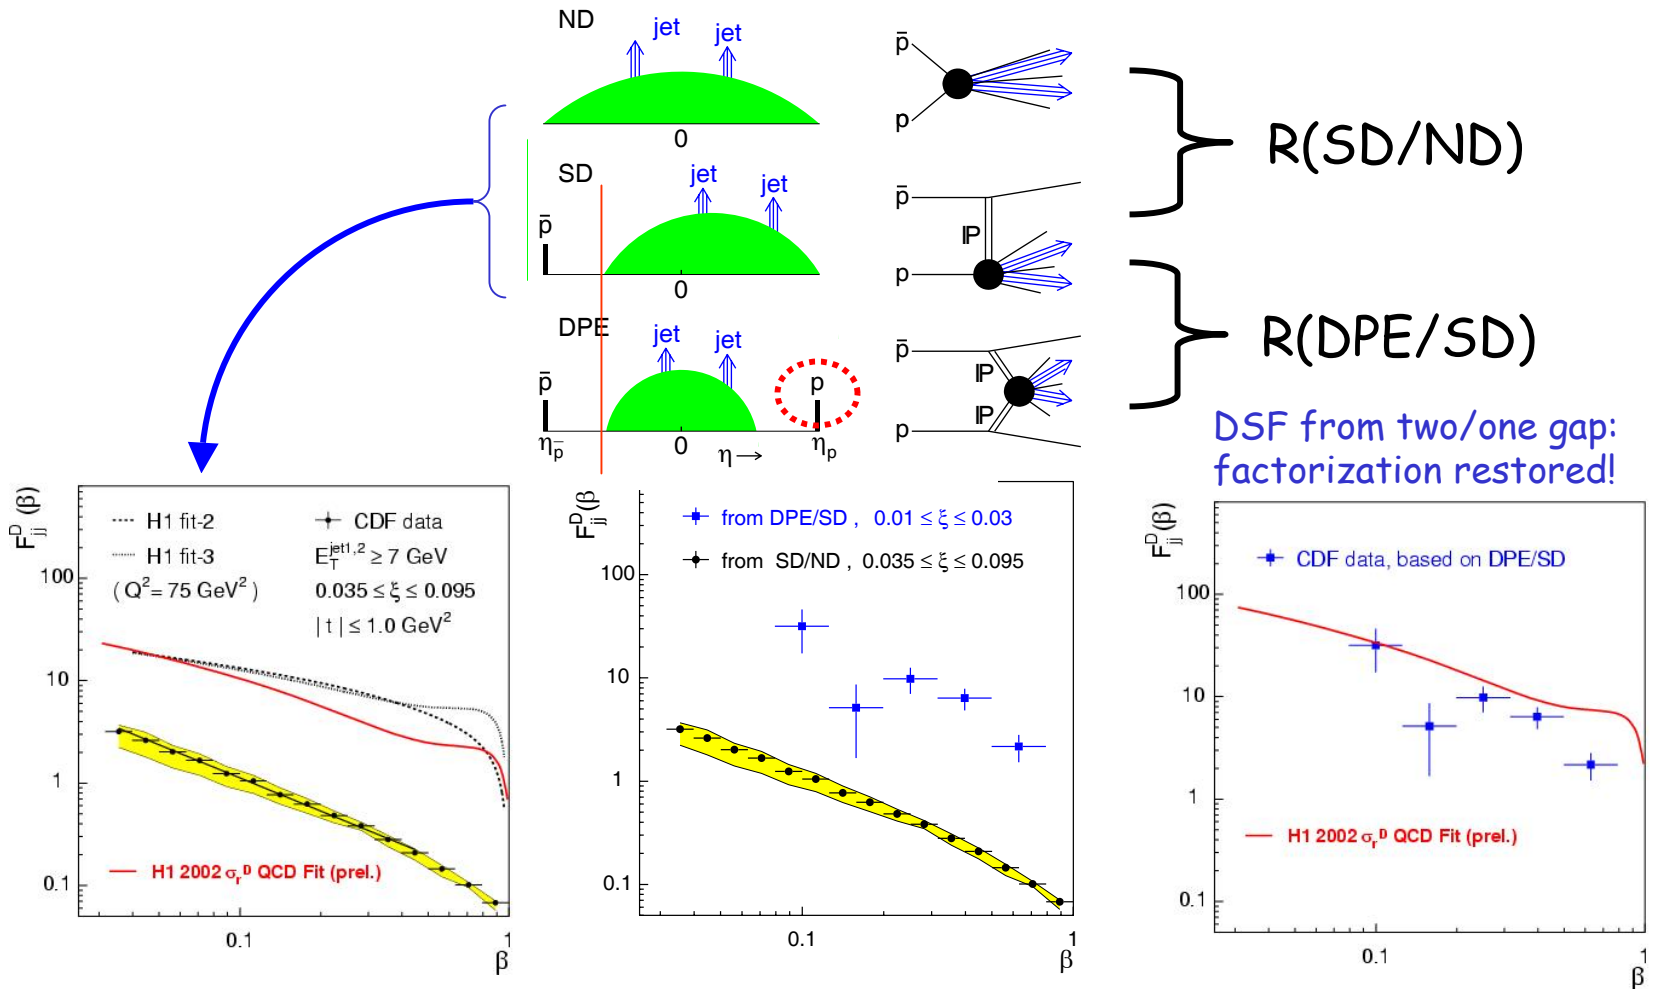 ND
jet
jet
0
p̄
p
R(SD/ND)
SD
jet
jet
p̄
0
p̄
IP
p
DPE
jet
jet
p̄
p
η_p̄
0
η→
η_p
p̄
IP
IP
p
R(DPE/SD)
DSF from two/one gap:
factorization restored!
F^D_jj(β)
H1 fit-2
H1 fit-3
(Q²= 75 GeV²)
CDF data
E_T^jet1,2 ≥ 7 GeV
0.035 ≤ ξ ≤ 0.095
| t | ≤ 1.0 GeV²
100
10
1
0.1
H1 2002 σ_r^D QCD Fit (prel.)
0.1
1
β
F^D_jj(β
from DPE/SD , 0.01 ≤ ξ ≤ 0.03
from SD/ND , 0.035 ≤ ξ ≤ 0.095
100
10
1
0.1
0.1
1
β
F^D_jj(β)
CDF data, based on DPE/SD
100
10
1
0.1
H1 2002 σ_r^D QCD Fit (prel.)
0.1
1
β